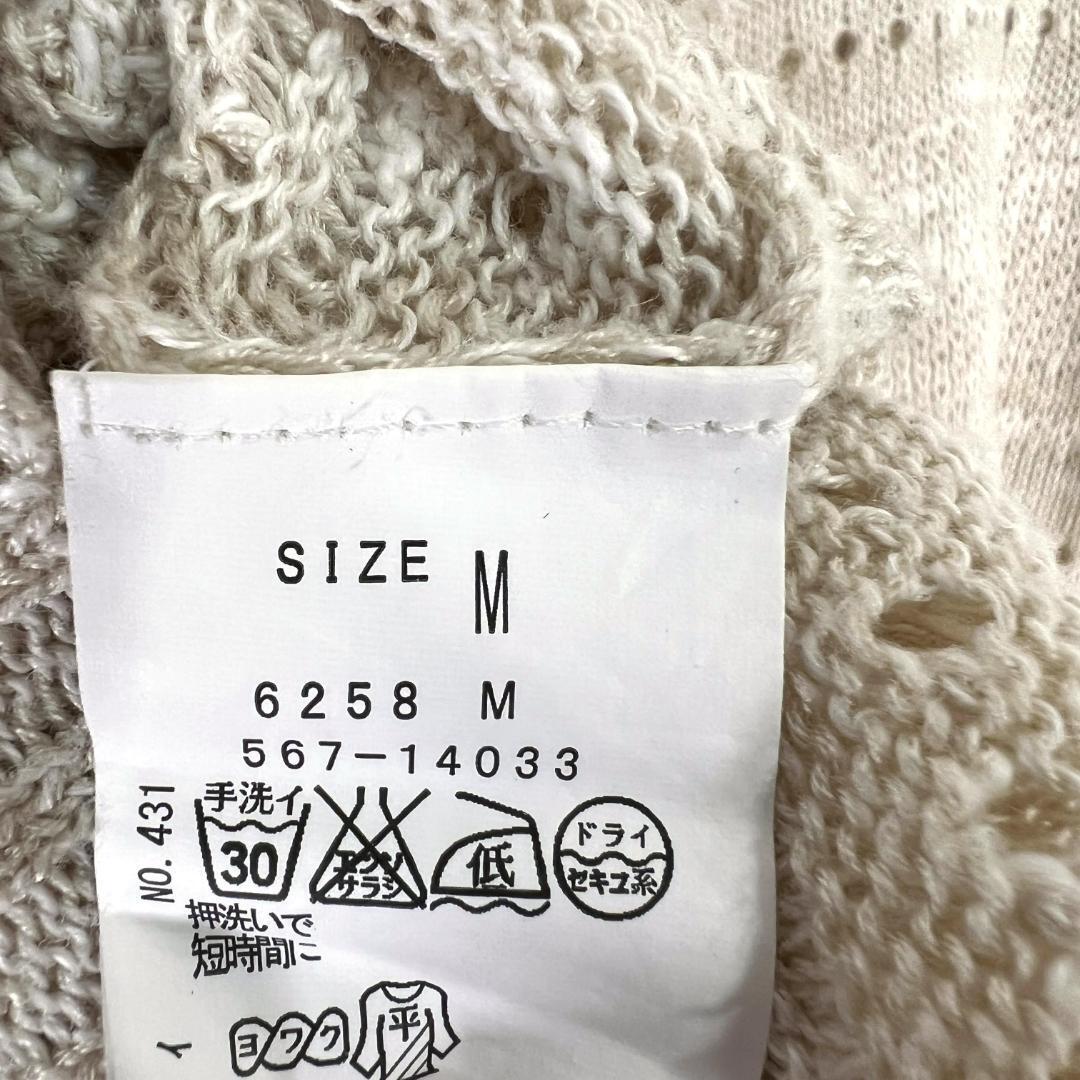 SIZE M
6258 M
567-14033
NO.431
手洗イ
30
エンソ
サラシ
低
ドライ
セキユ系
押洗いで
短時間に
ヨワク
平
イ